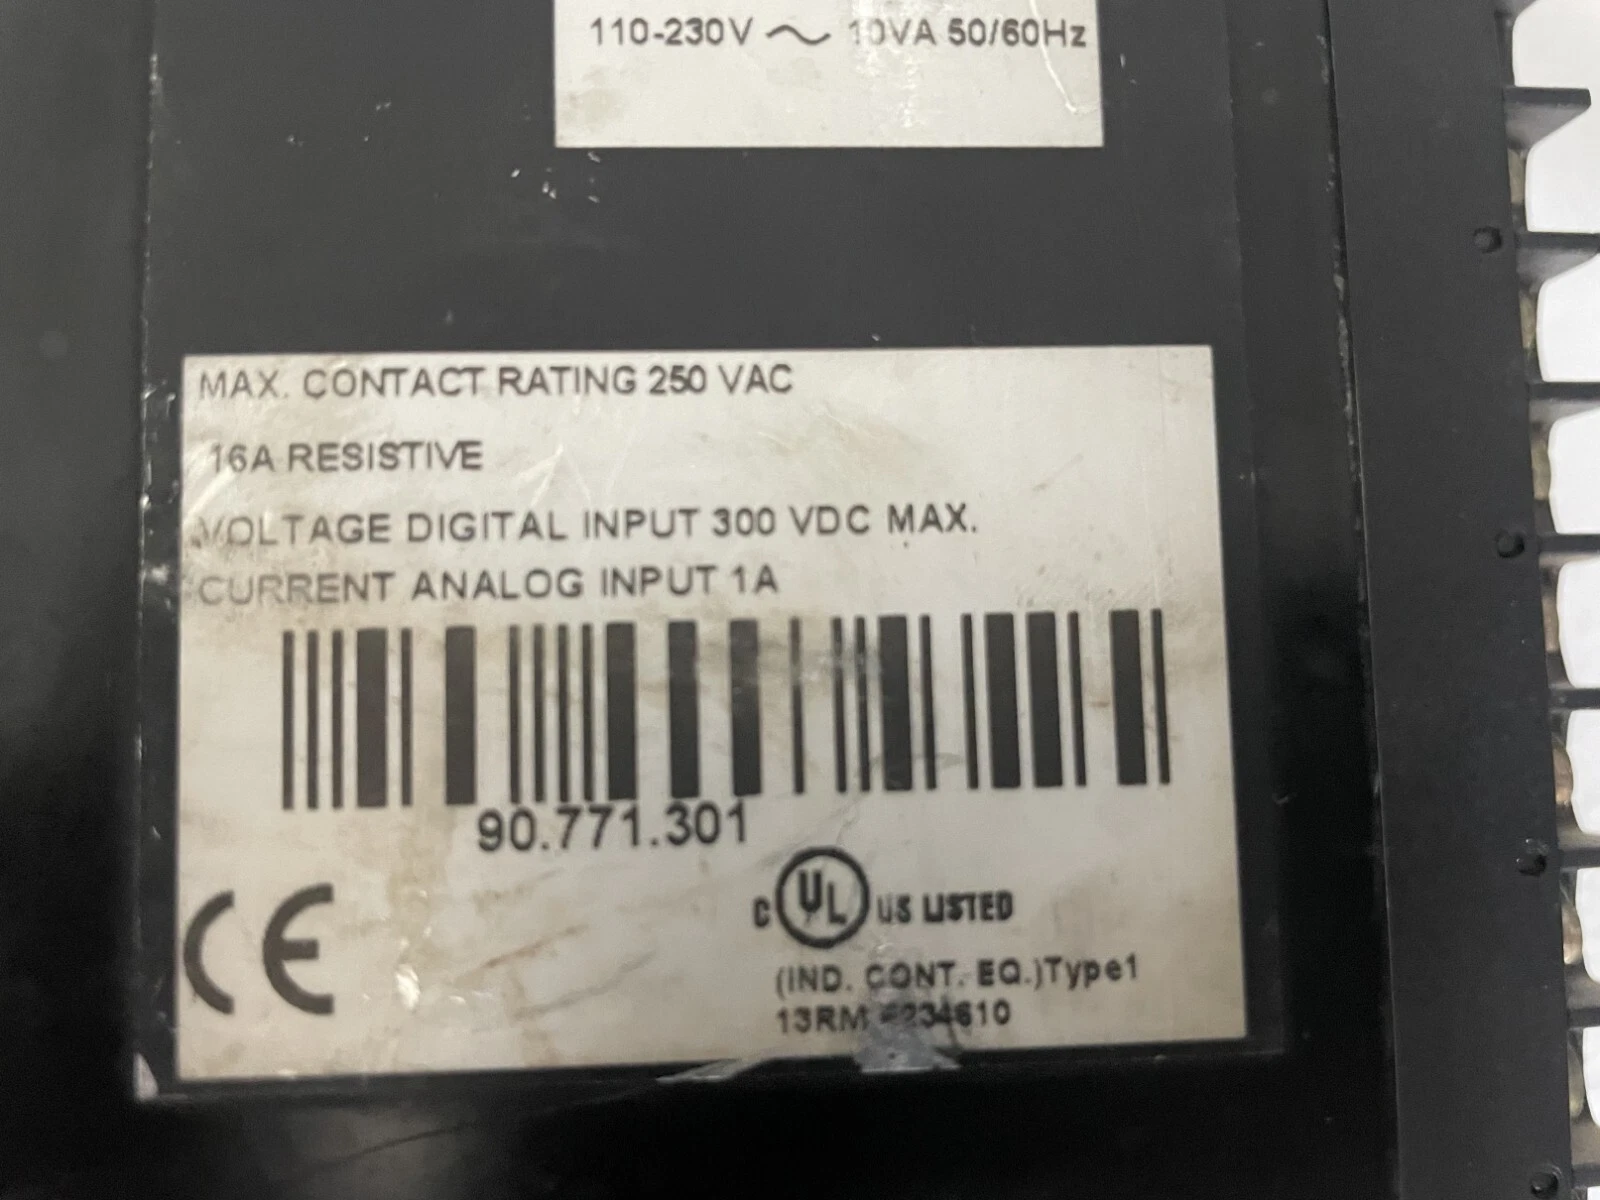 110-230V ~ 10VA 50/60Hz
MAX. CONTACT RATING 250 VAC
16A RESISTIVE
VOLTAGE DIGITAL INPUT 300 VDC MAX.
CURRENT ANALOG INPUT 1A
90.771.301
CE
C UL US LISTED
(IND. CONT. EQ.)Type1
13RM